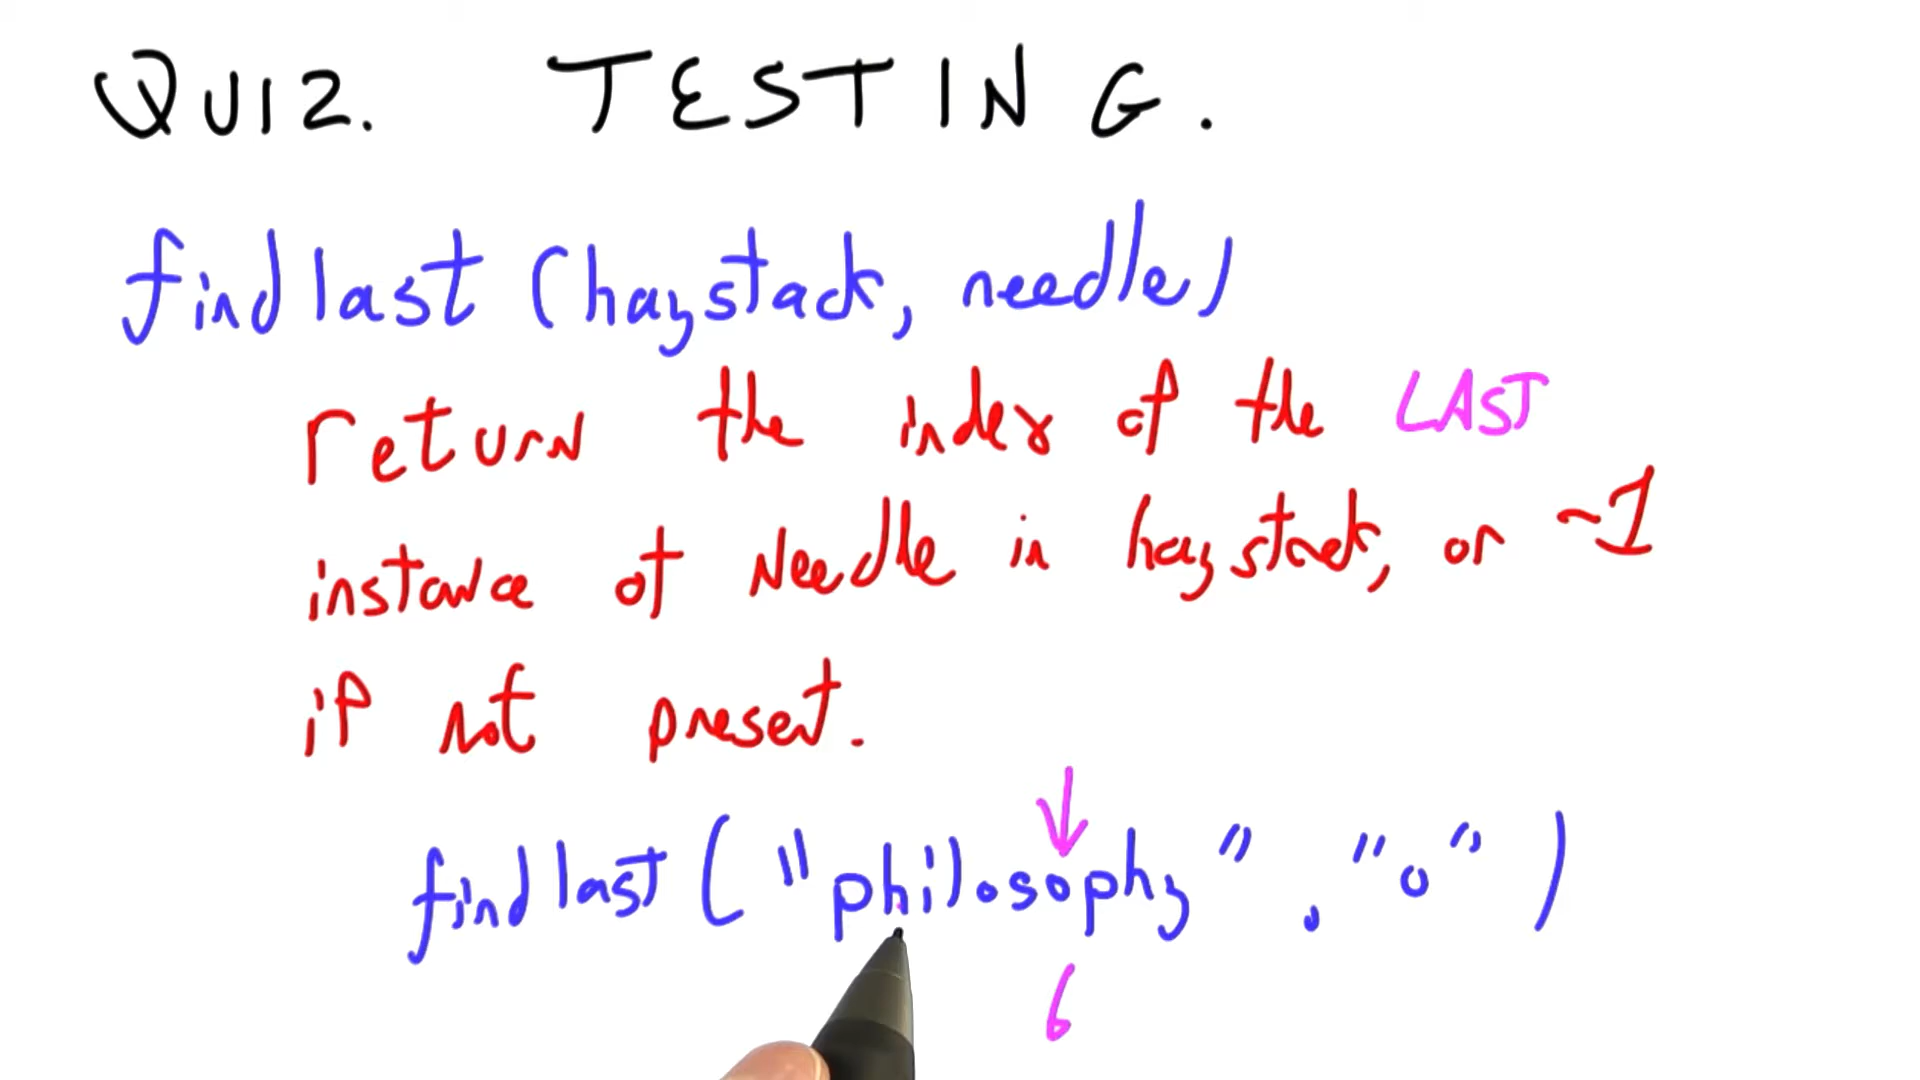 QUIZ. TESTING.
findlast (haystack, needle)
return the index of the LAST
instance of Needle in haystack, or ~1
if not present.
findlast ("philosophy", "o")
6